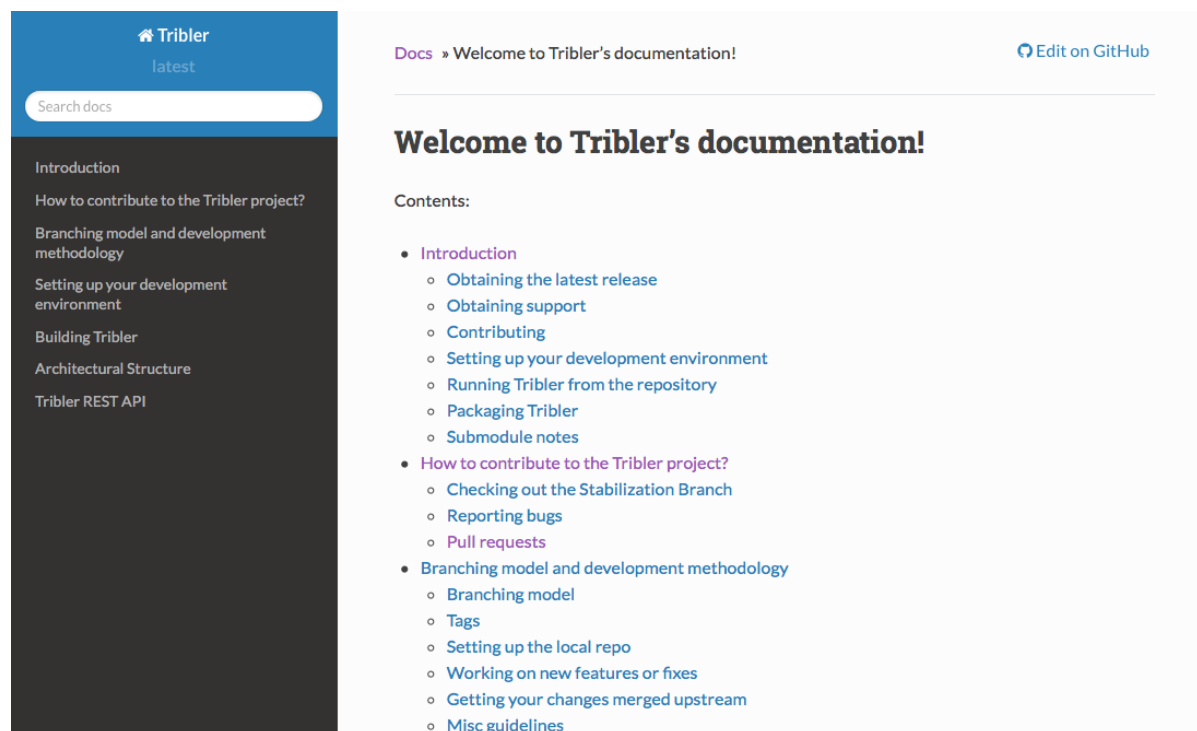 Tribler
latest
Search docs
Introduction
How to contribute to the Tribler project?
Branching model and development
methodology
Setting up your development
environment
Building Tribler
Architectural Structure
Tribler REST API
Docs » Welcome to Tribler's documentation!
Edit on GitHub
Welcome to Tribler's documentation!
Contents:
Introduction
Obtaining the latest release
Obtaining support
Contributing
Setting up your development environment
Running Tribler from the repository
Packaging Tribler
Submodule notes
How to contribute to the Tribler project?
Checking out the Stabilization Branch
Reporting bugs
Pull requests
Branching model and development methodology
Branching model
Tags
Setting up the local repo
Working on new features or fixes
Getting your changes merged upstream
Misc guidelines